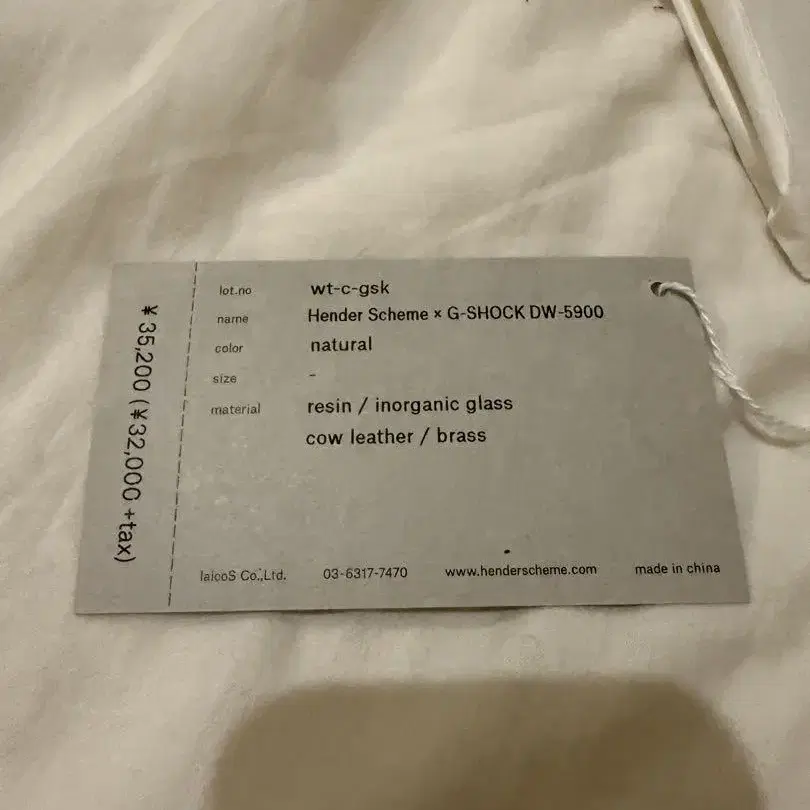 ¥35,200 (¥32,000 +tax)
lot.no wt-c-gsk
name Hender Scheme × G-SHOCK DW-5900
color natural
size -
material resin / inorganic glass
cow leather / brass
laicoS Co.,Ltd. 03-6317-7470 www.henderscheme.com made in china